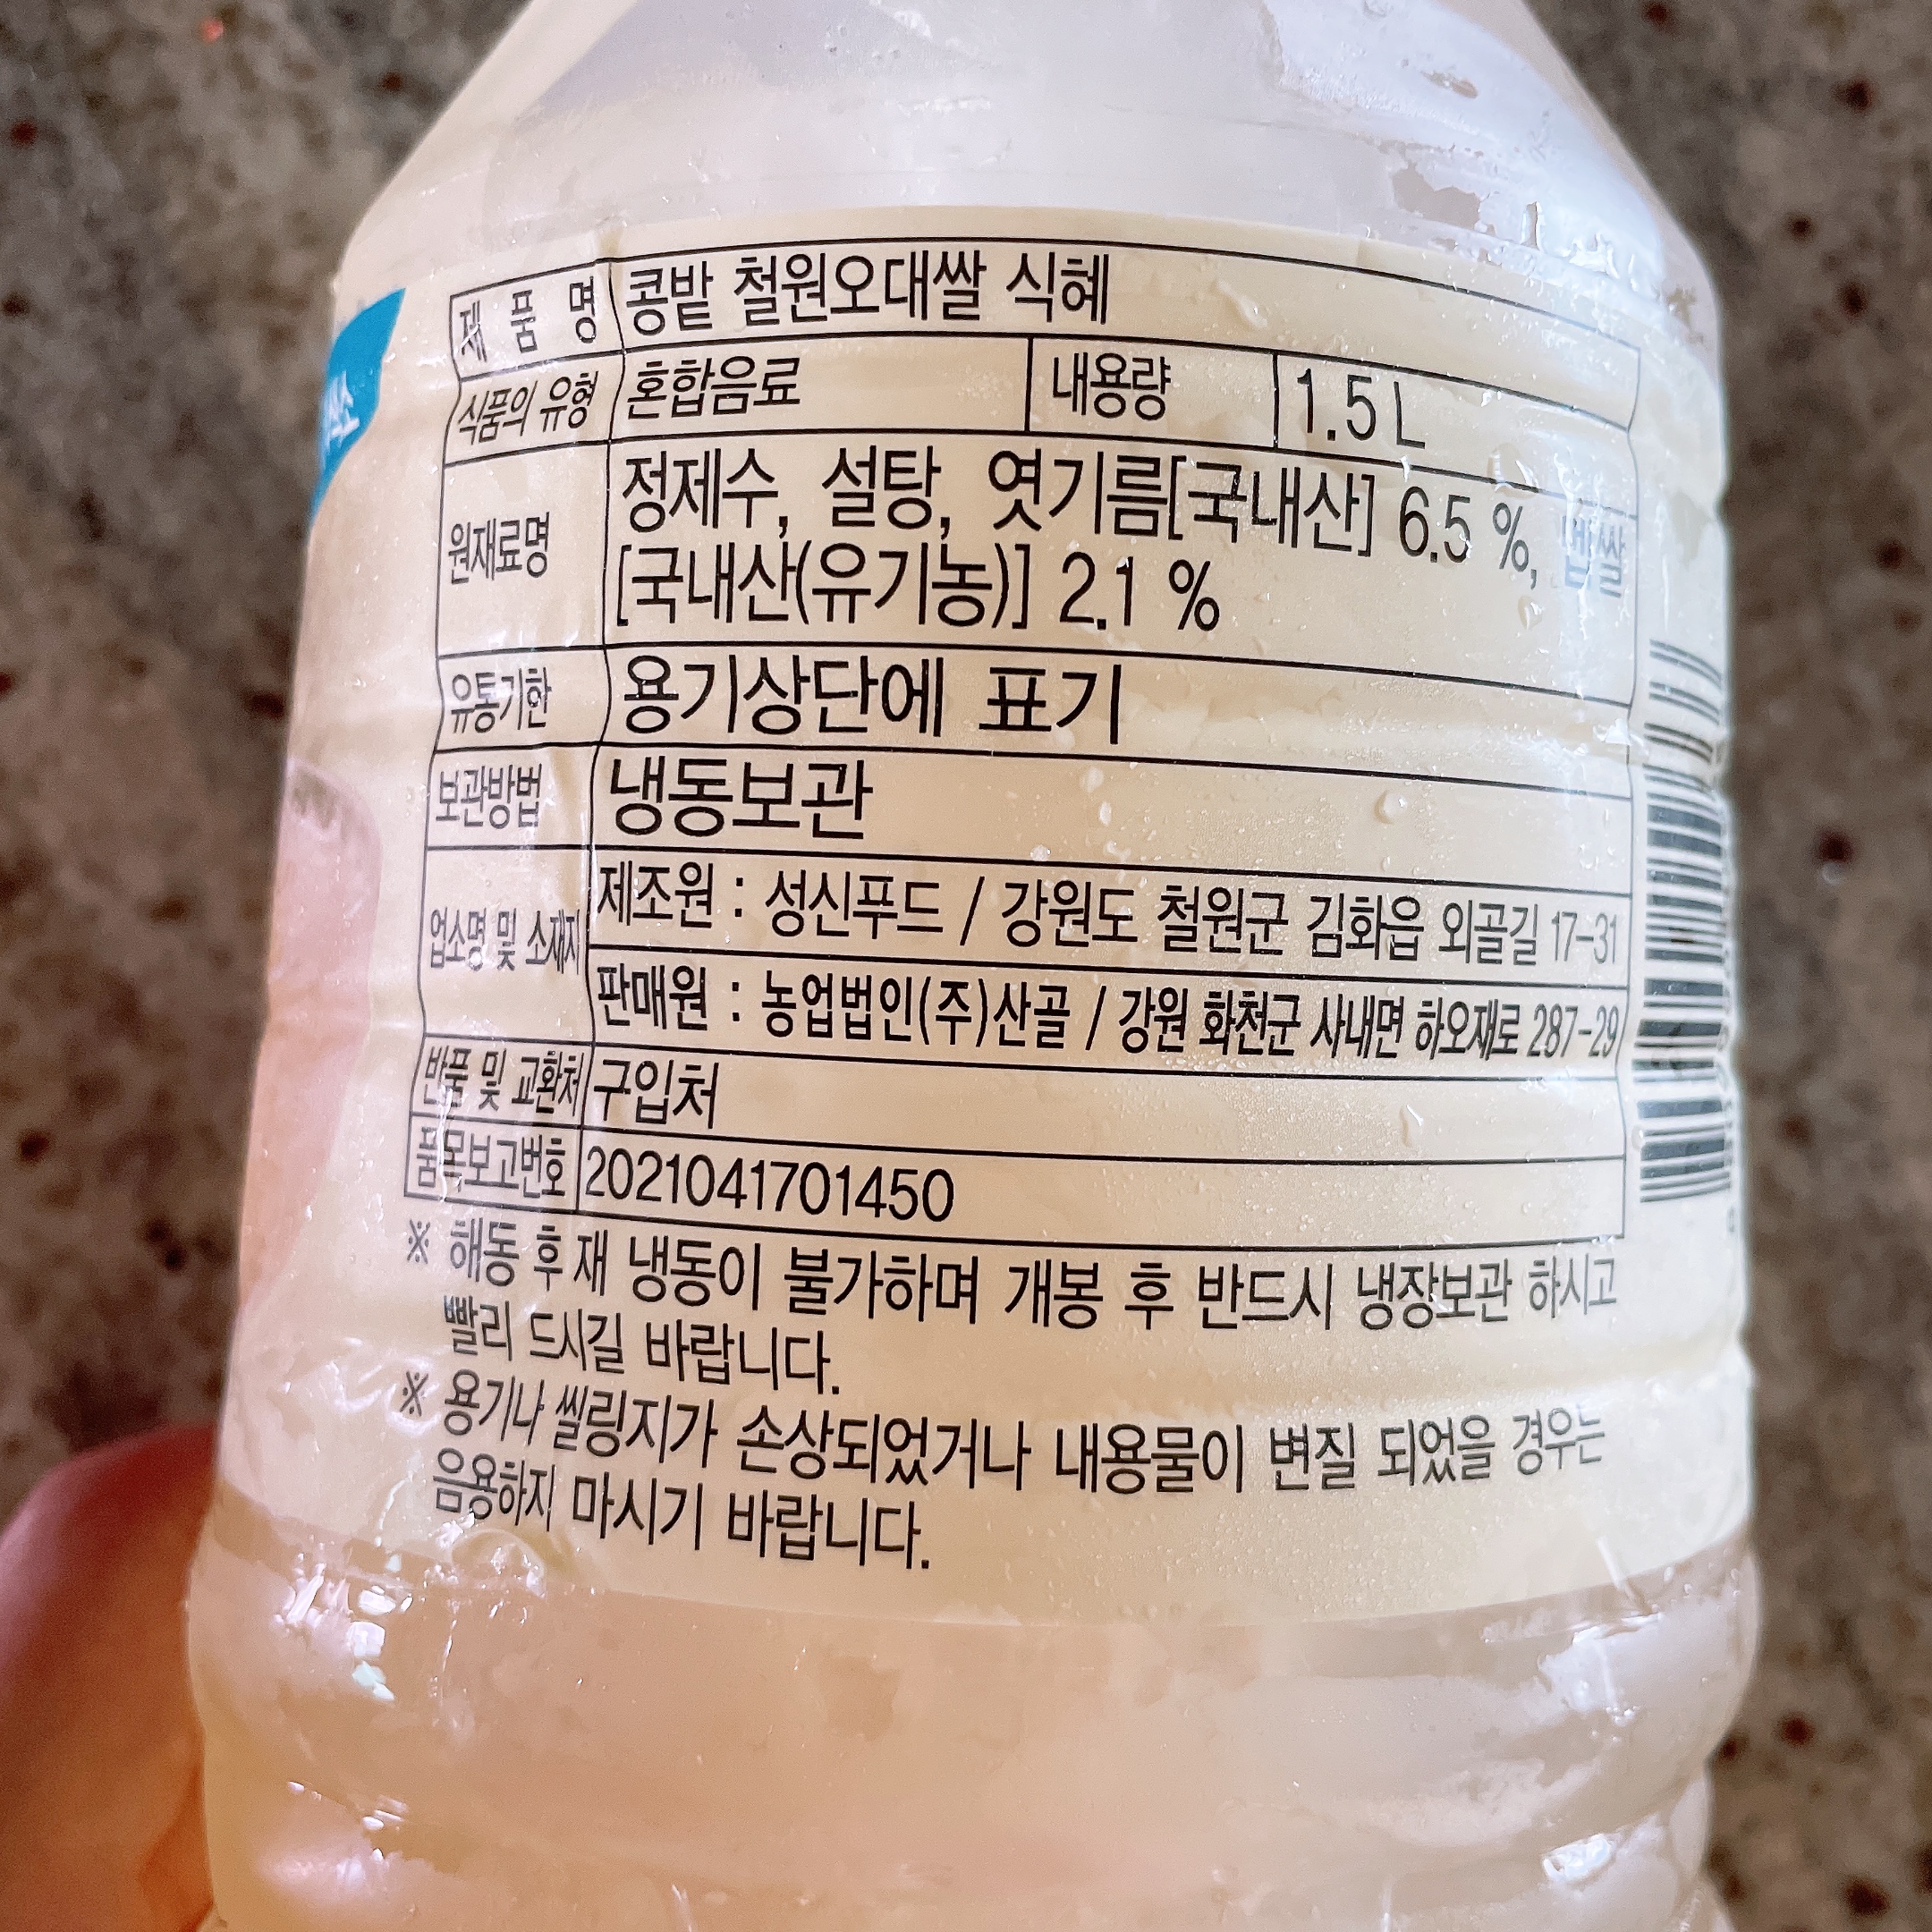 제 품 명 콩밭 철원오대쌀 식혜
식품의 유형 혼합음료 내용량 1.5 L
원재료명 정제수, 설탕, 엿기름[국내산] 6.5 %, 멥쌀
[국내산(유기농)] 2.1 %
유통기한 용기상단에 표기
보관방법 냉동보관
업소명 및 소재지 제조원 : 성신푸드 / 강원도 철원군 김화읍 외골길 17-31
판매원 : 농업법인(주)산골 / 강원 화천군 사내면 하오재로 287-29
반품 및 교환처 구입처
품목보고번호 2021041701450
※ 해동 후 재 냉동이 불가하며 개봉 후 반드시 냉장보관 하시고
빨리 드시길 바랍니다.
※ 용기나 씰링지가 손상되었거나 내용물이 변질 되었을 경우는
음용하지 마시기 바랍니다.